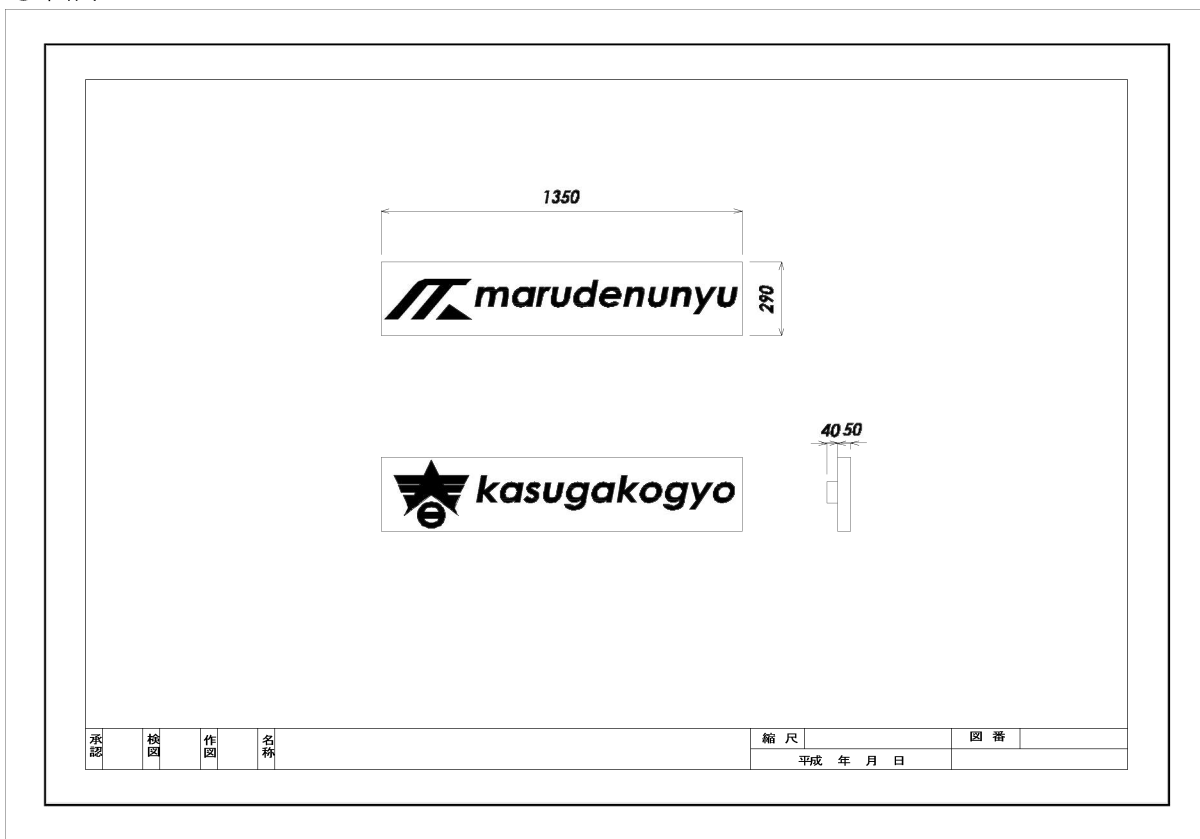 1350
marudenunyu
290
40 50
kasugakogyo
承認
検図
作図
名称
縮尺
図番
平成 年 月 日